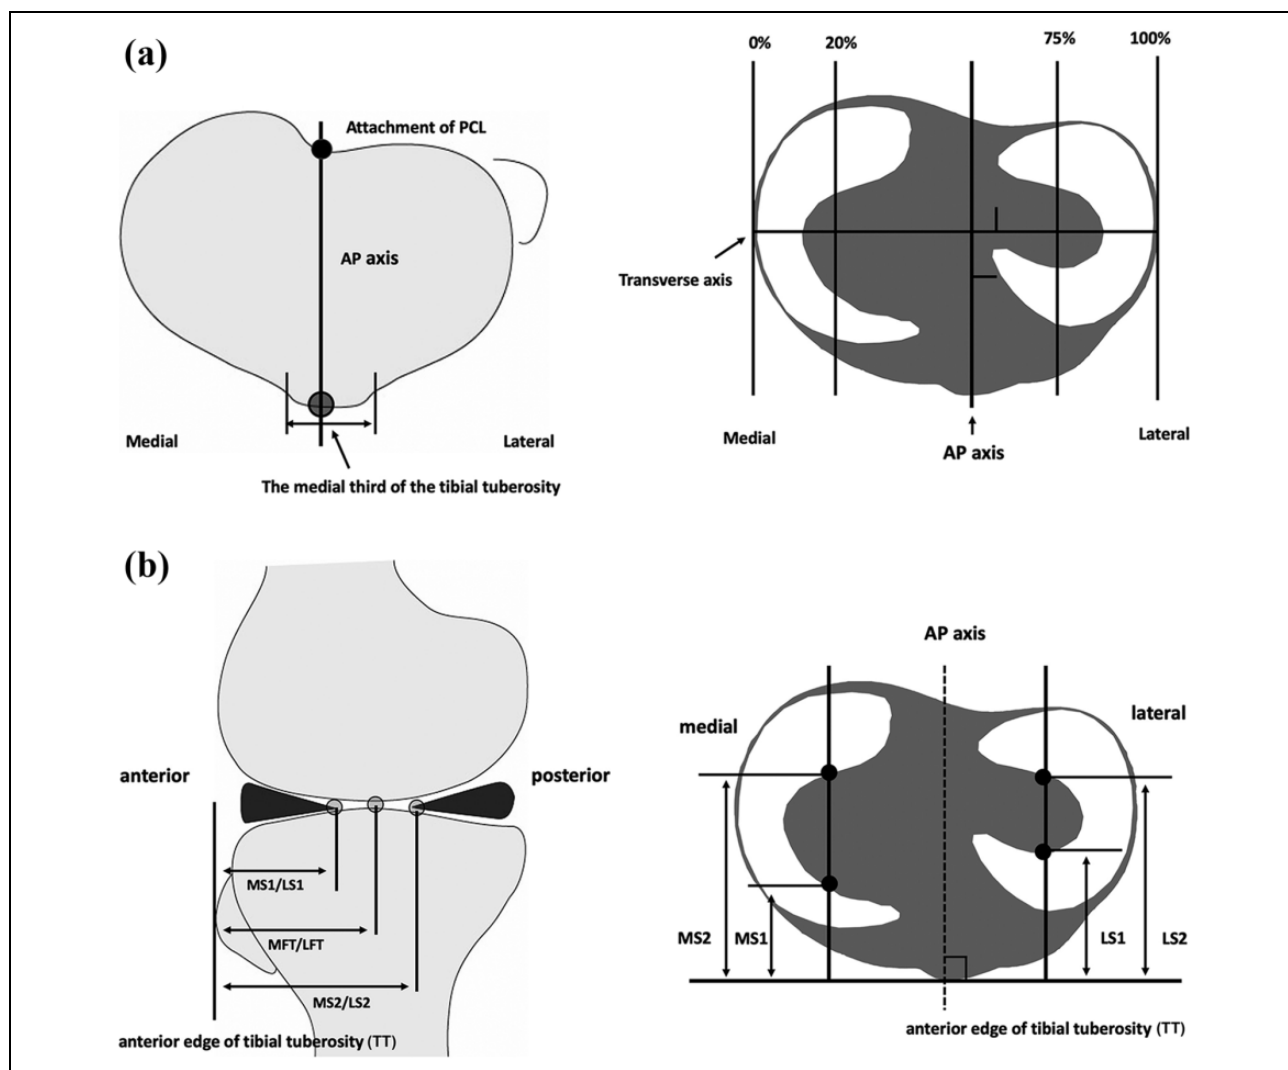 (a)
0%
20%
75%
100%
Attachment of PCL
AP axis
Transverse axis
Medial
Lateral
The medial third of the tibial tuberosity
Medial
Lateral
AP axis
(b)
anterior
posterior
MS1/LS1
MFT/LFT
MS2/LS2
anterior edge of tibial tuberosity (TT)
AP axis
medial
lateral
MS2
MS1
LS1
LS2
anterior edge of tibial tuberosity (TT)